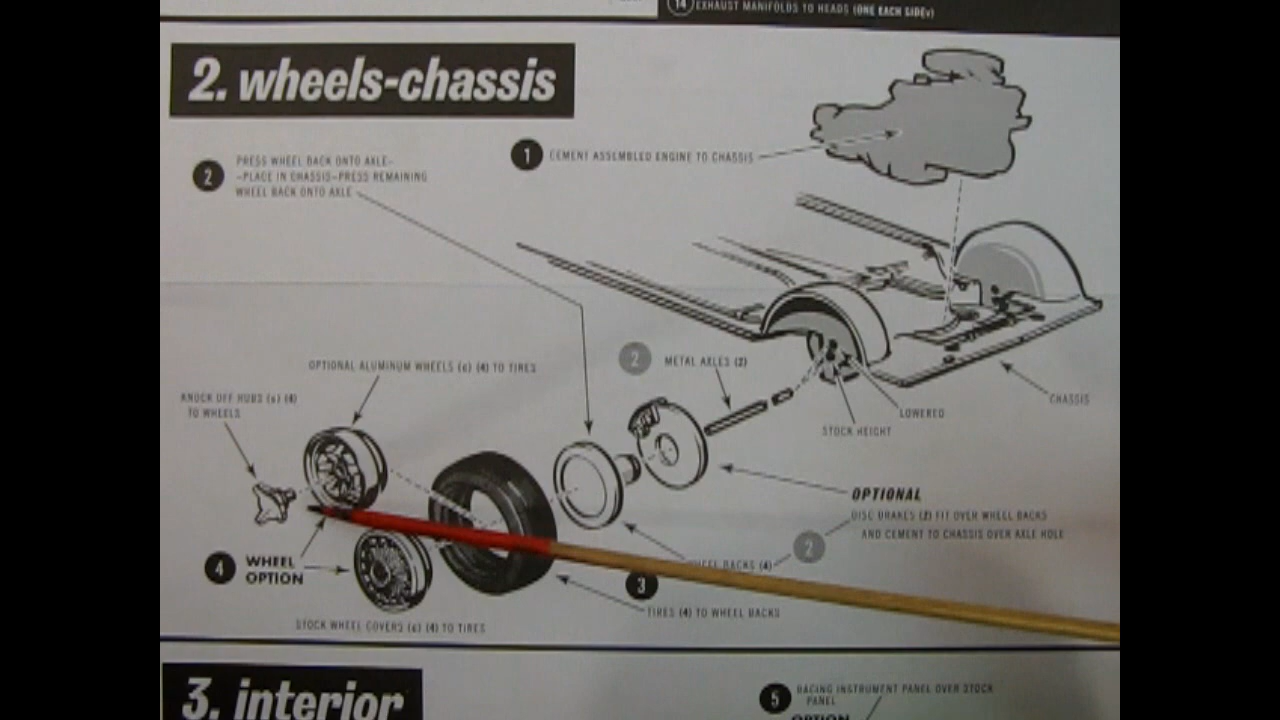 14 EXHAUST MANIFOLDS TO HEADS (ONE EACH SIDE)
2. wheels-chassis
1 CEMENT ASSEMBLED ENGINE TO CHASSIS
2 PRESS WHEEL BACK ONTO AXLE-
-PLACE IN CHASSIS-PRESS REMAINING
WHEEL BACK ONTO AXLE
2 METAL AXLES (2)
OPTIONAL ALUMINUM WHEELS (c) (4) TO TIRES
KNOCK OFF HUBS (c) (4)
TO WHEELS
CHASSIS
LOWERED
STOCK HEIGHT
OPTIONAL
DISC BRAKES (2) FIT OVER WHEEL BACKS
AND CEMENT TO CHASSIS OVER AXLE HOLE
2
WHEEL BACKS (4)
4 WHEEL
OPTION
3
TIRES (4) TO WHEEL BACKS
STOCK WHEEL COVERS (c) (4) TO TIRES
3. interior
5 RACING INSTRUMENT PANEL OVER STOCK
PANEL
OPTION